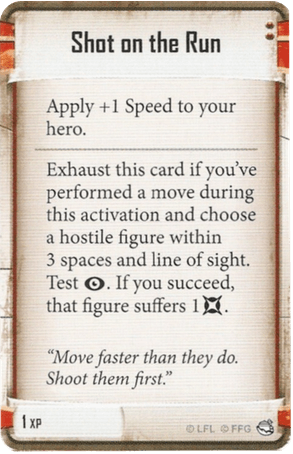 Shot on the Run
Apply +1 Speed to your
hero.
Exhaust this card if you’ve
performed a move during
this activation and choose
a hostile figure within
3 spaces and line of sight.
Test . If you succeed,
that figure suffers 1 .
“Move faster than they do.
Shoot them first.”
1 XP
© LFL © FFG